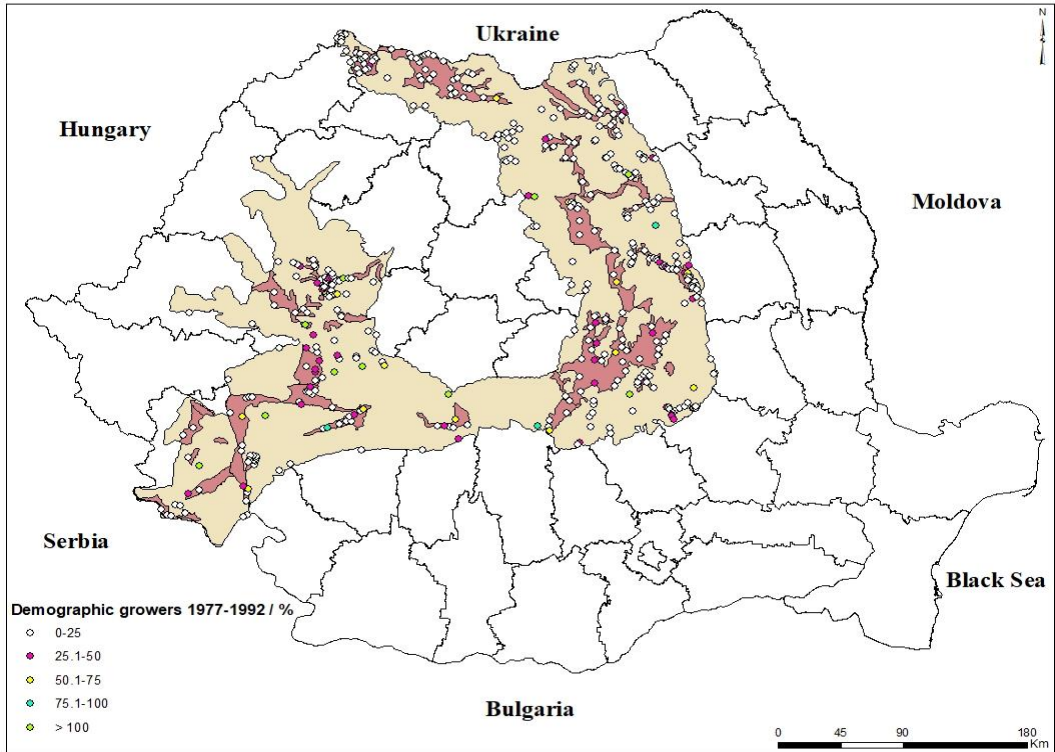 Ukraine
N
Hungary
Moldova
Serbia
Black Sea
Demographic growers 1977-1992 / %
0-25
25.1-50
50.1-75
75.1-100
> 100
Bulgaria
0 45 90 180
Km